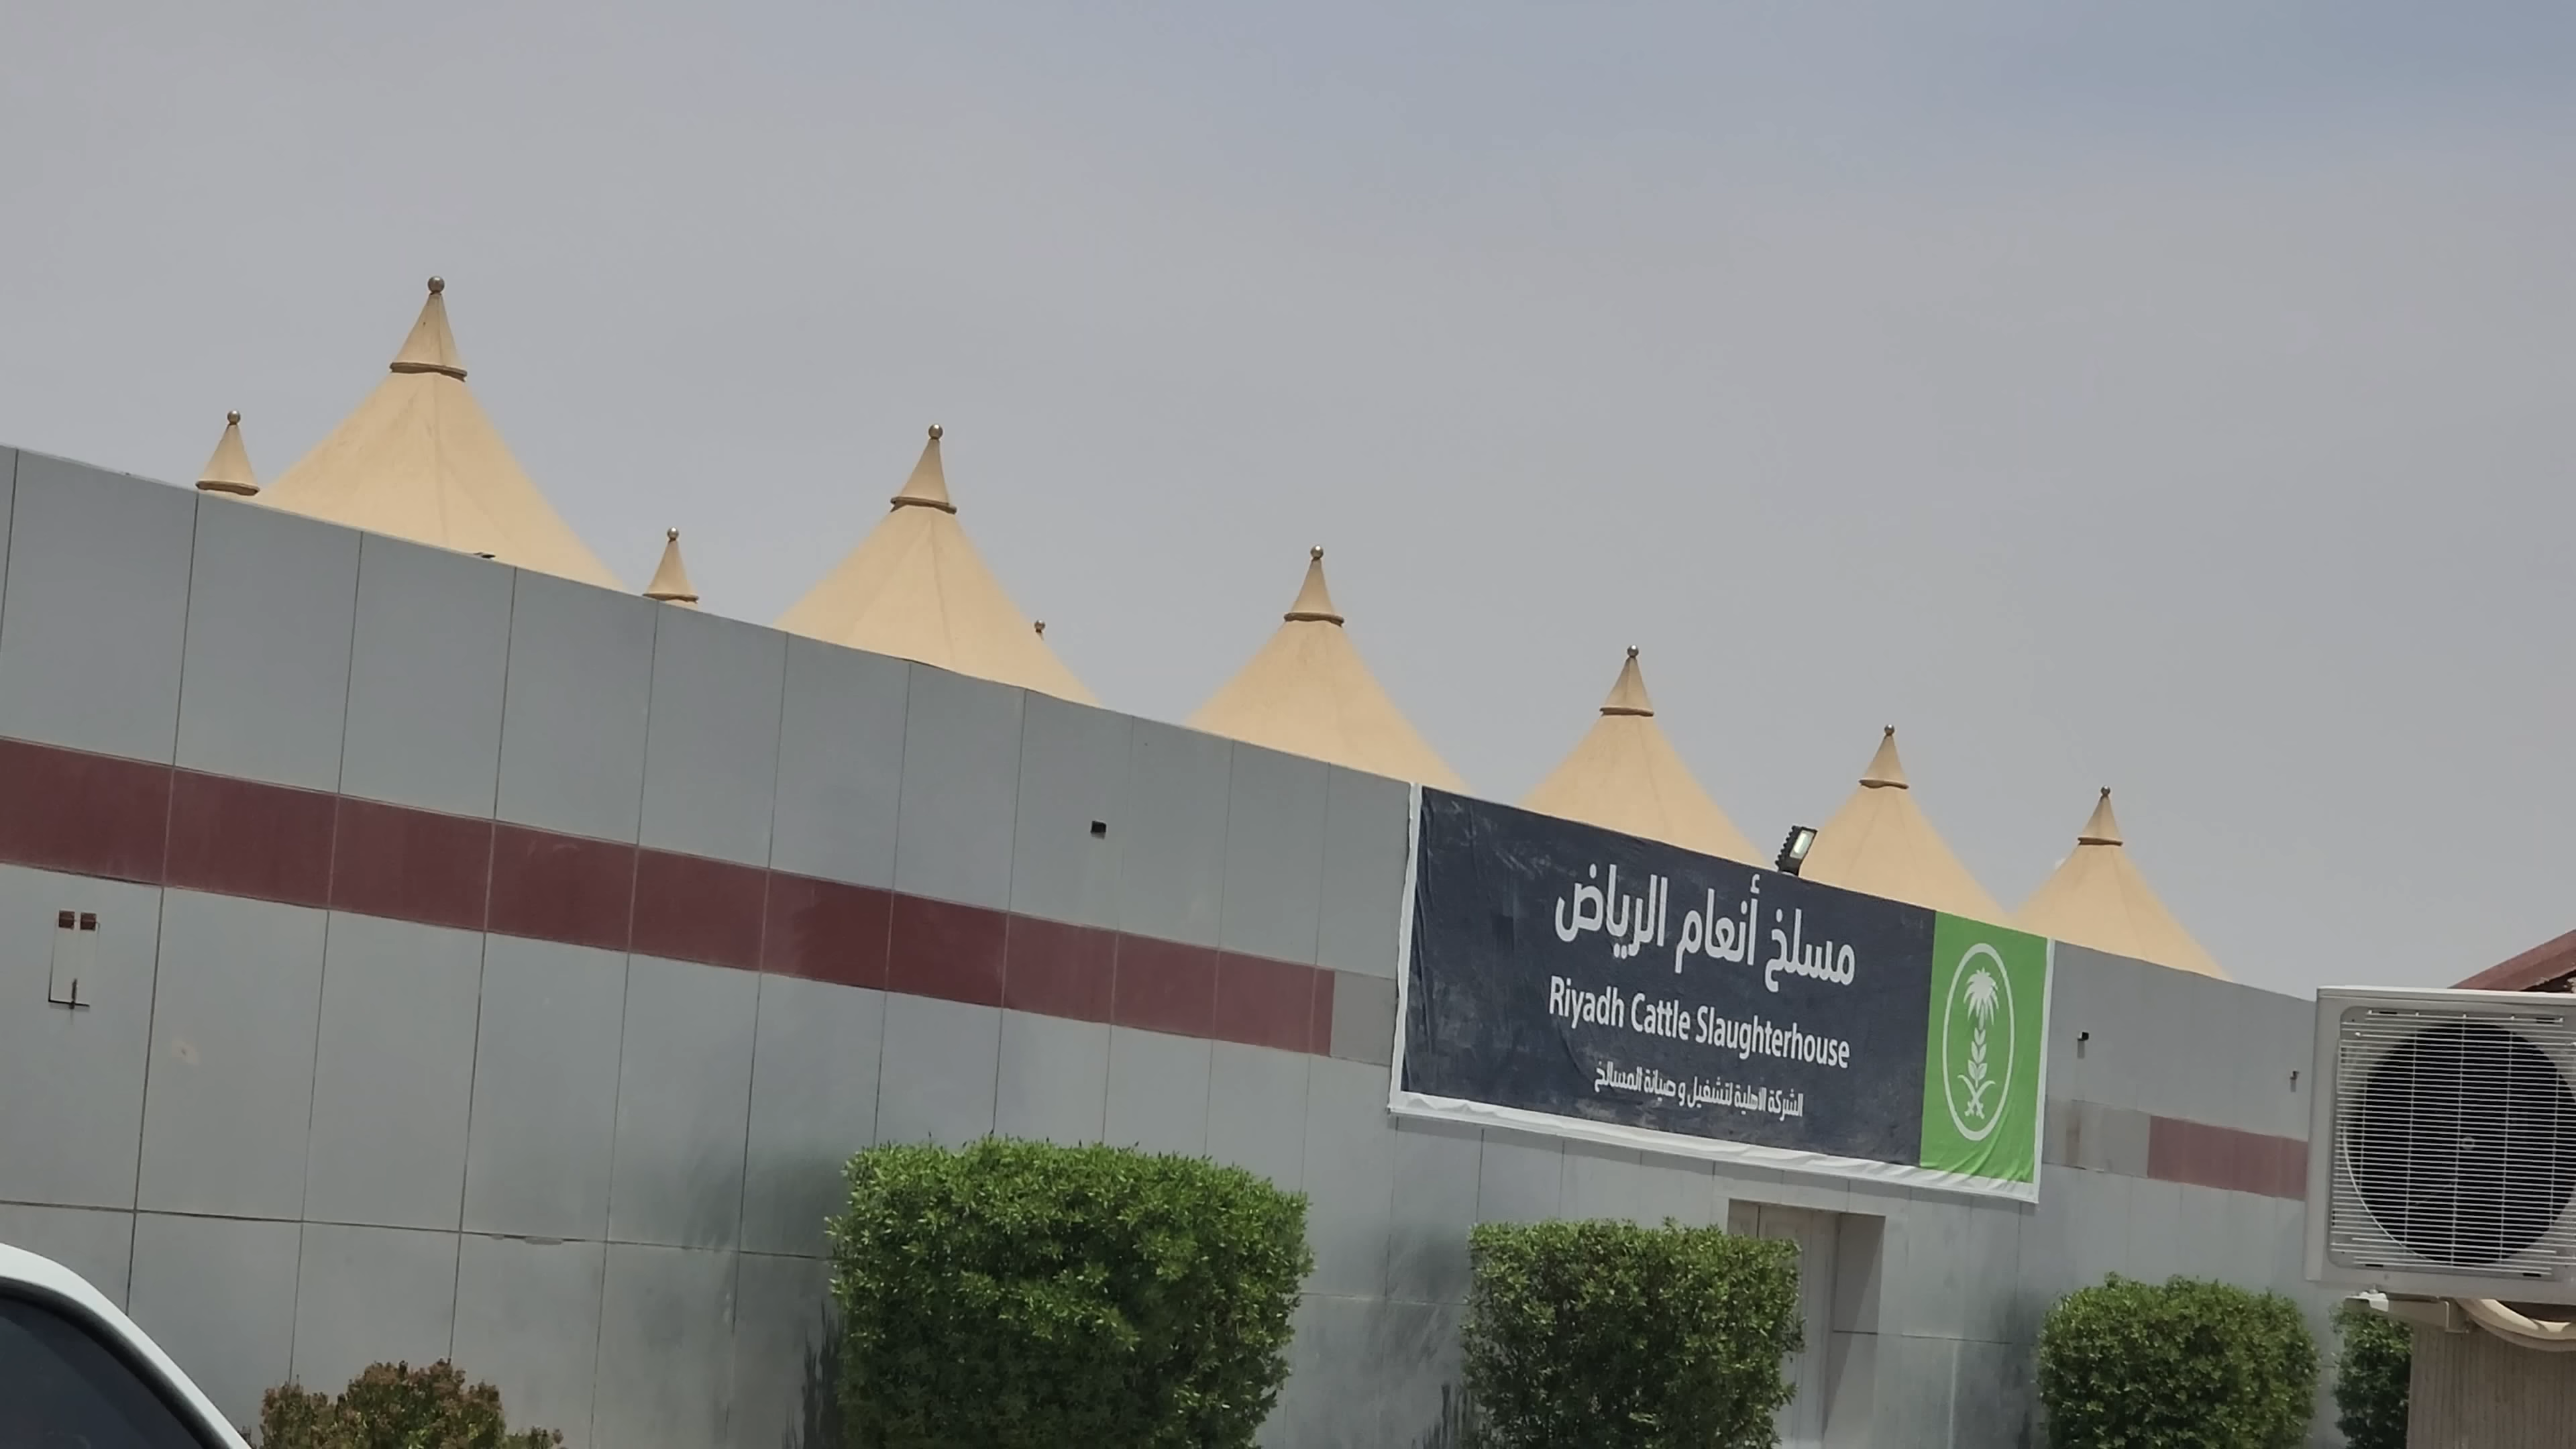 مسلخ أنعام الرياض
Riyadh Cattle Slaughterhouse
الشركة الاهلية لتشغيل و صيانة المسالخ